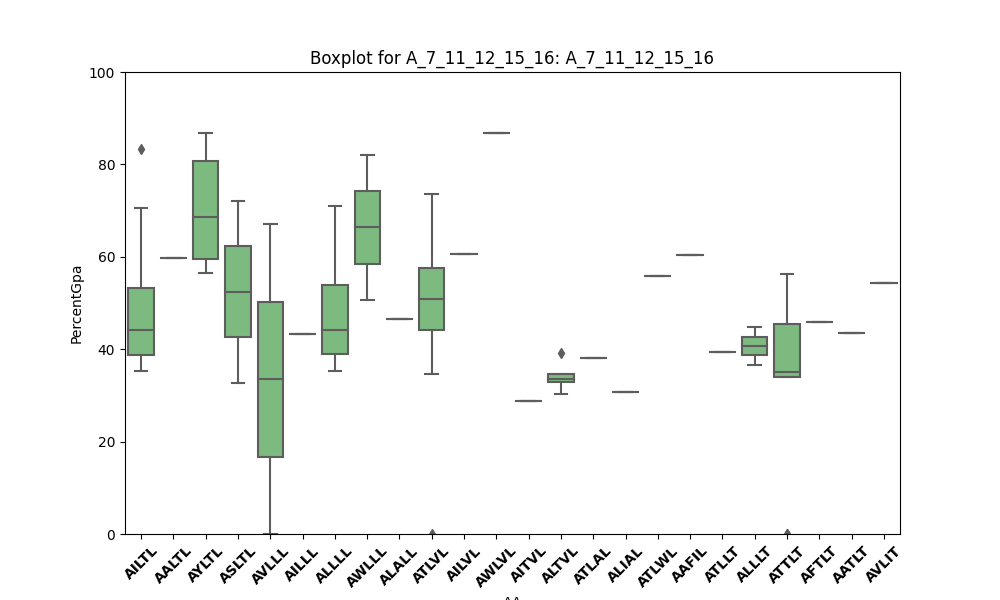 Boxplot for A_7_11_12_15_16: A_7_11_12_15_16
PercentGpa
100
80
60
40
20
0
AILTL
AALTL
AYLTL
ASLTL
AVLLL
AILLL
ALLLL
AWLLL
ALALL
ATLVL
AILVL
AWLVL
AITVL
ALTVL
ATLAL
ALIAL
ATLWL
AAFIL
ATLLT
ALLLT
ATTLT
AFTLT
AATLT
AVLIT
AA